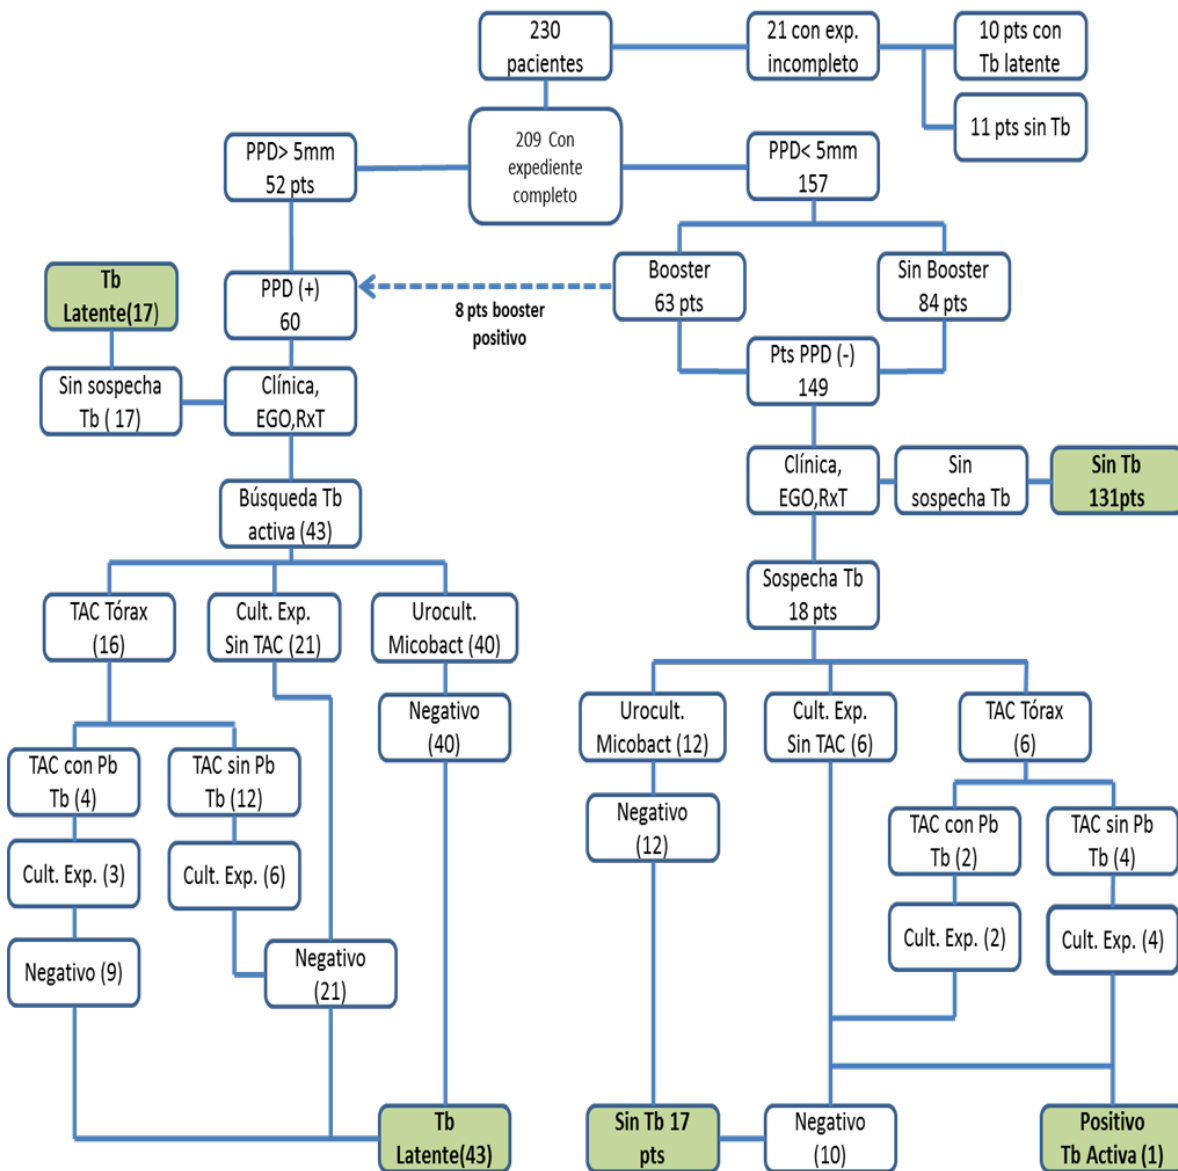 230
pacientes
21 con exp.
incompleto
10 pts con
Tb latente
11 pts sin Tb
209 Con
expediente
completo
PPD> 5mm
52 pts
PPD< 5mm
157
Tb
Latente(17)
PPD (+)
60
8 pts booster
positivo
Booster
63 pts
Sin Booster
84 pts
Pts PPD (-)
149
Sin sospecha
Tb ( 17)
Clínica,
EGO,RxT
Clínica,
EGO,RxT
Sin
sospecha Tb
Sin Tb
131pts
Búsqueda Tb
activa (43)
Sospecha Tb
18 pts
TAC Tórax
(16)
Cult. Exp.
Sin TAC (21)
Urocult.
Micobact (40)
Negativo
(40)
TAC con Pb
Tb (4)
TAC sin Pb
Tb (12)
Cult. Exp. (3)
Cult. Exp. (6)
Negativo (9)
Negativo
(21)
Tb
Latente(43)
Urocult.
Micobact (12)
Cult. Exp.
Sin TAC (6)
TAC Tórax
(6)
Negativo
(12)
TAC con Pb
Tb (2)
TAC sin Pb
Tb (4)
Cult. Exp. (2)
Cult. Exp. (4)
Sin Tb 17
pts
Negativo
(10)
Positivo
Tb Activa (1)